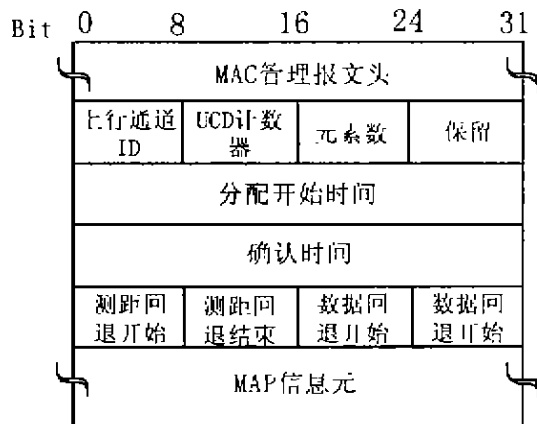 Bit 0 8 16 24 31
MAC管理报文头
上行通道
ID
UCD计数
器
元素数
保留
分配开始时间
确认时间
测距回
退开始
测距回
退结束
数据回
退开始
数据回
退开始
MAP信息元